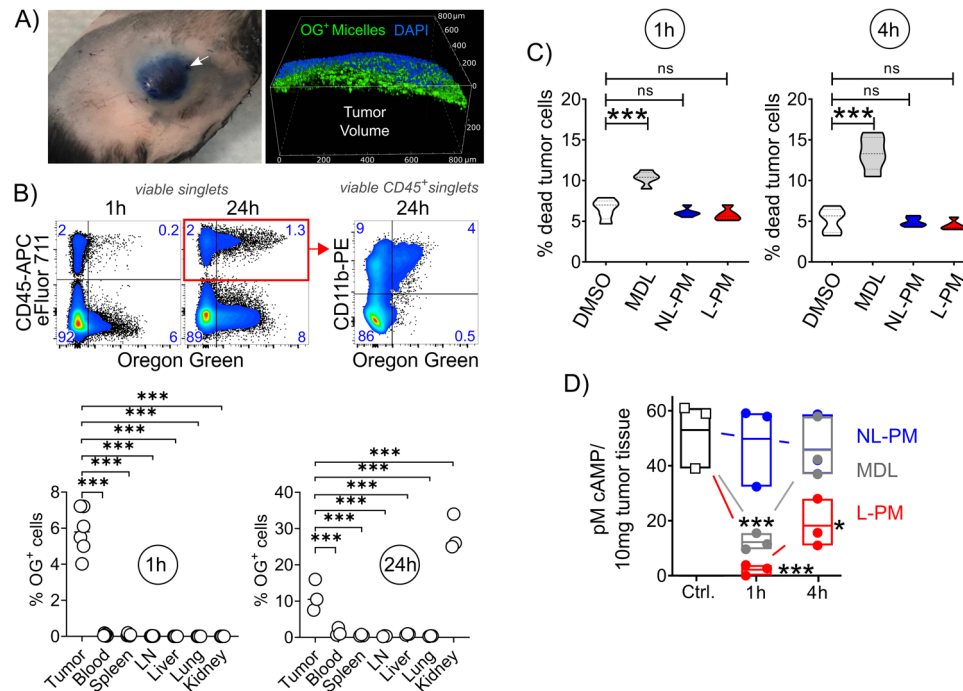 A)
OG⁺ Micelles DAPI
800µm
400
200
0
200
Tumor
Volume
0 200 400 600 800 µm
B)
viable singlets
viable CD45⁺singlets
1h
24h
24h
2 0.2
2 1.3
9 4
92 6
89 8
86 0.5
CD45-APC
eFluor 711
CD11b-PE
Oregon Green
Oregon Green
*** *** *** *** *** ***
% OG⁺ cells
8
6
4
2
0
1h
Tumor
Blood
Spleen
LN
Liver
Lung
Kidney
*** *** *** *** *** ***
% OG⁺ cells
40
30
20
10
0
24h
Tumor
Blood
Spleen
LN
Liver
Lung
Kidney
C)
1h
ns
ns
***
% dead tumor cells
20
15
10
5
0
DMSO
MDL
NL-PM
L-PM
4h
ns
ns
***
% dead tumor cells
20
15
10
5
0
DMSO
MDL
NL-PM
L-PM
D)
pM cAMP/
10mg tumor tissue
60
40
20
0
NL-PM
MDL
L-PM
***
***
*
Ctrl. 1h 4h